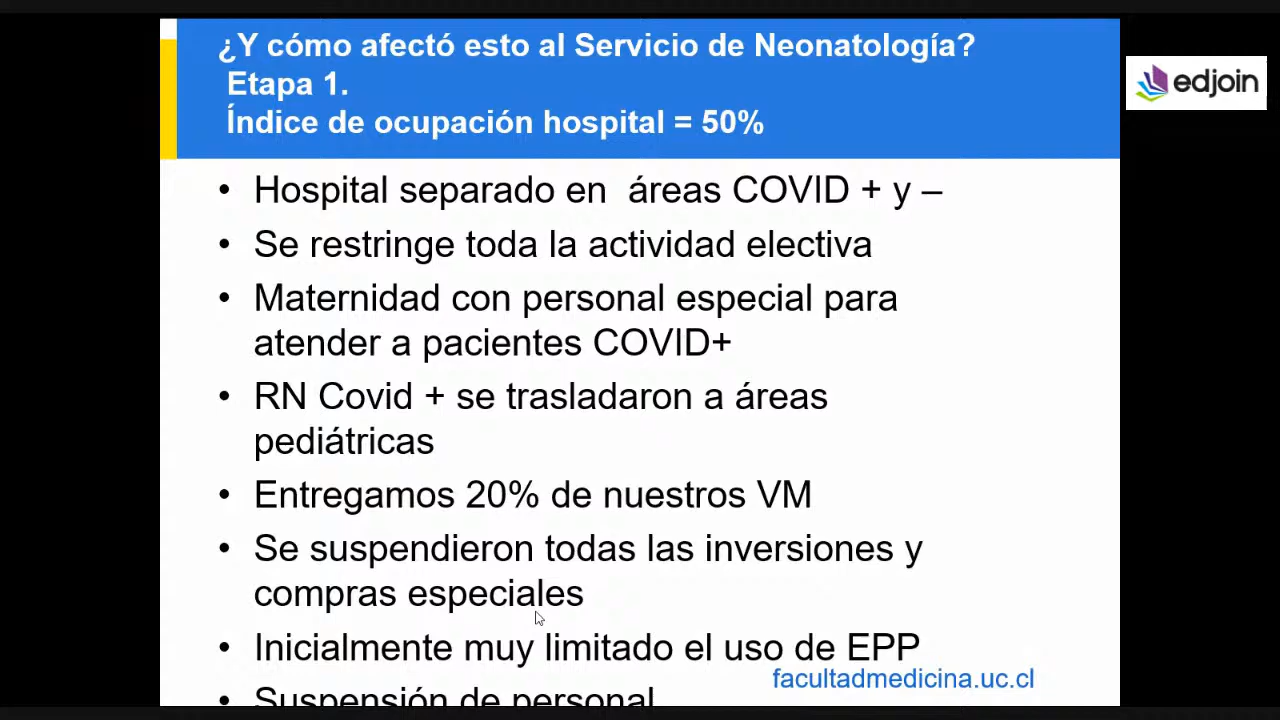 ¿Y cómo afectó esto al Servicio de Neonatología?
Etapa 1.
Índice de ocupación hospital = 50%
edjoin
• Hospital separado en áreas COVID + y –
• Se restringe toda la actividad electiva
• Maternidad con personal especial para
atender a pacientes COVID+
• RN Covid + se trasladaron a áreas
pediátricas
• Entregamos 20% de nuestros VM
• Se suspendieron todas las inversiones y
compras especiales
• Inicialmente muy limitado el uso de EPP
facultadmedicina.uc.cl
• Suspensión de personal